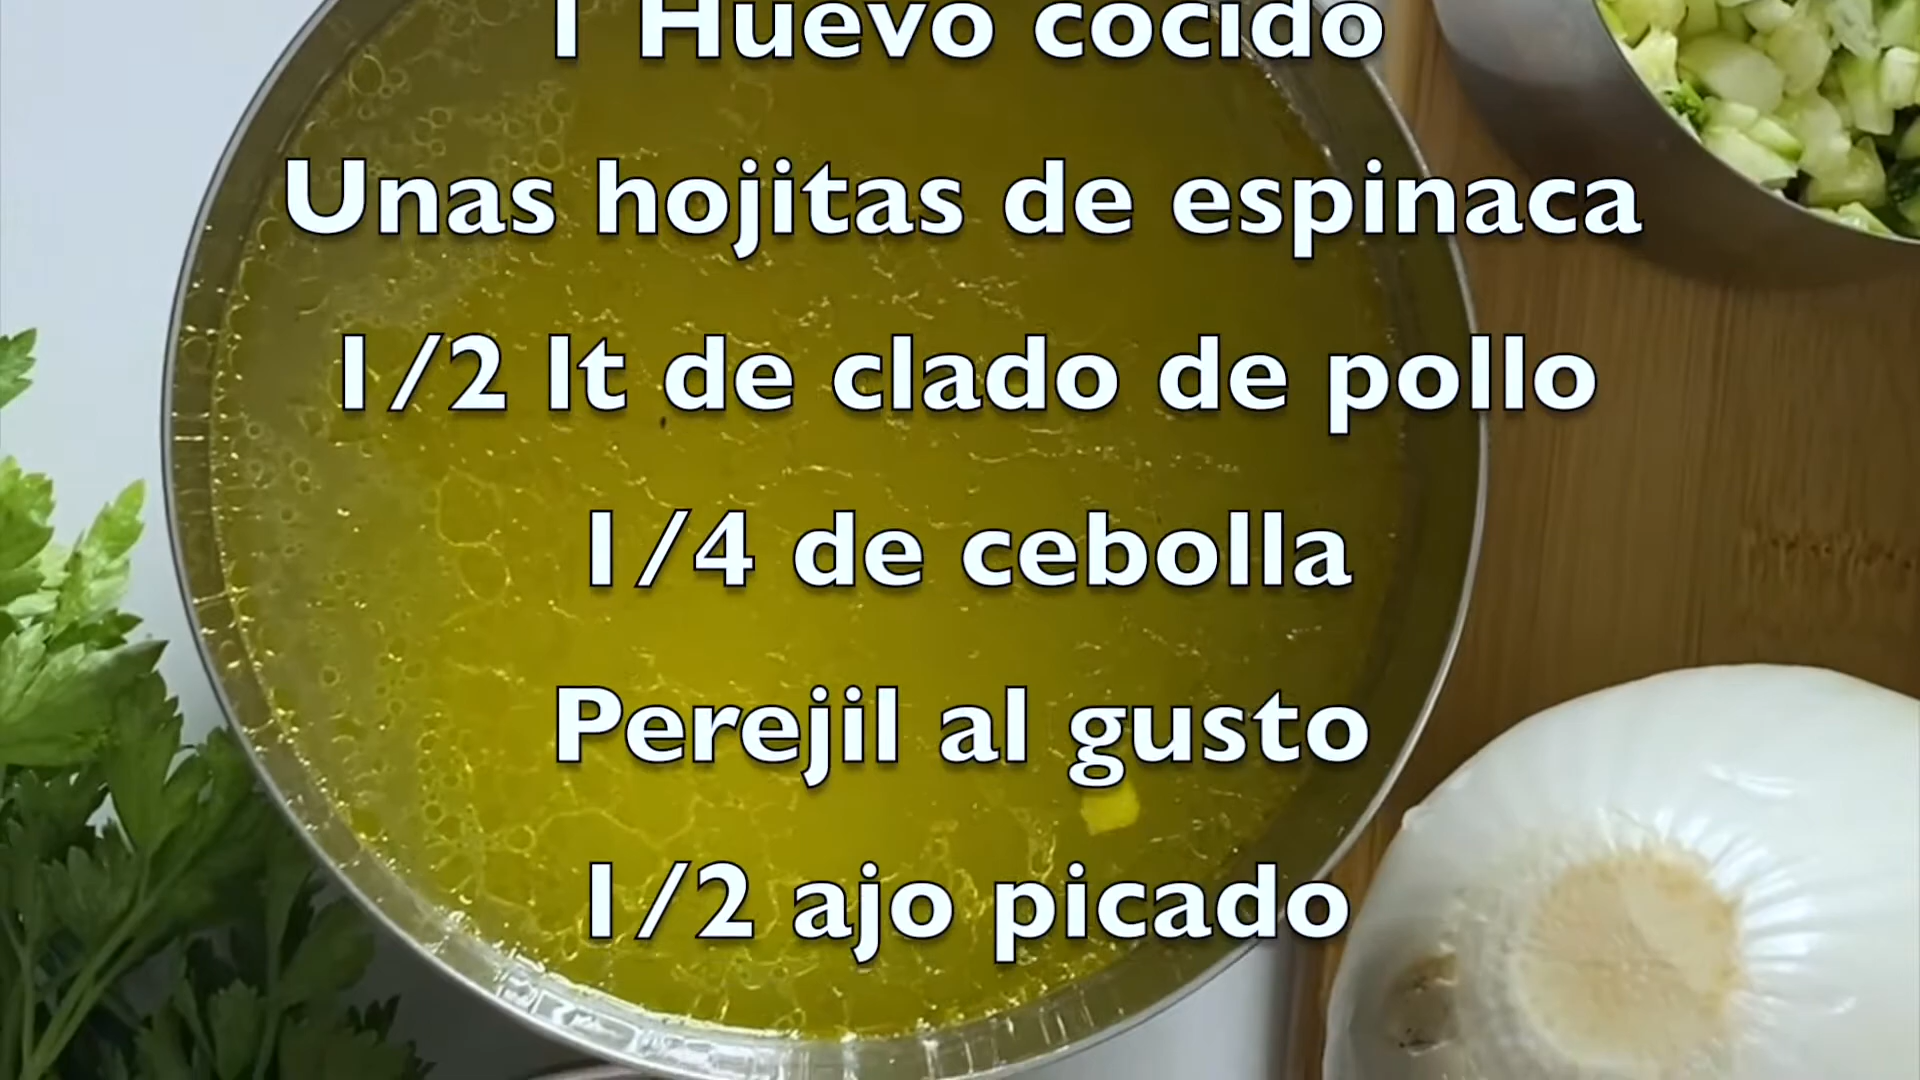 1 Huevo cocido
Unas hojitas de espinaca
1/2 lt de clado de pollo
1/4 de cebolla
Perejil al gusto
1/2 ajo picado